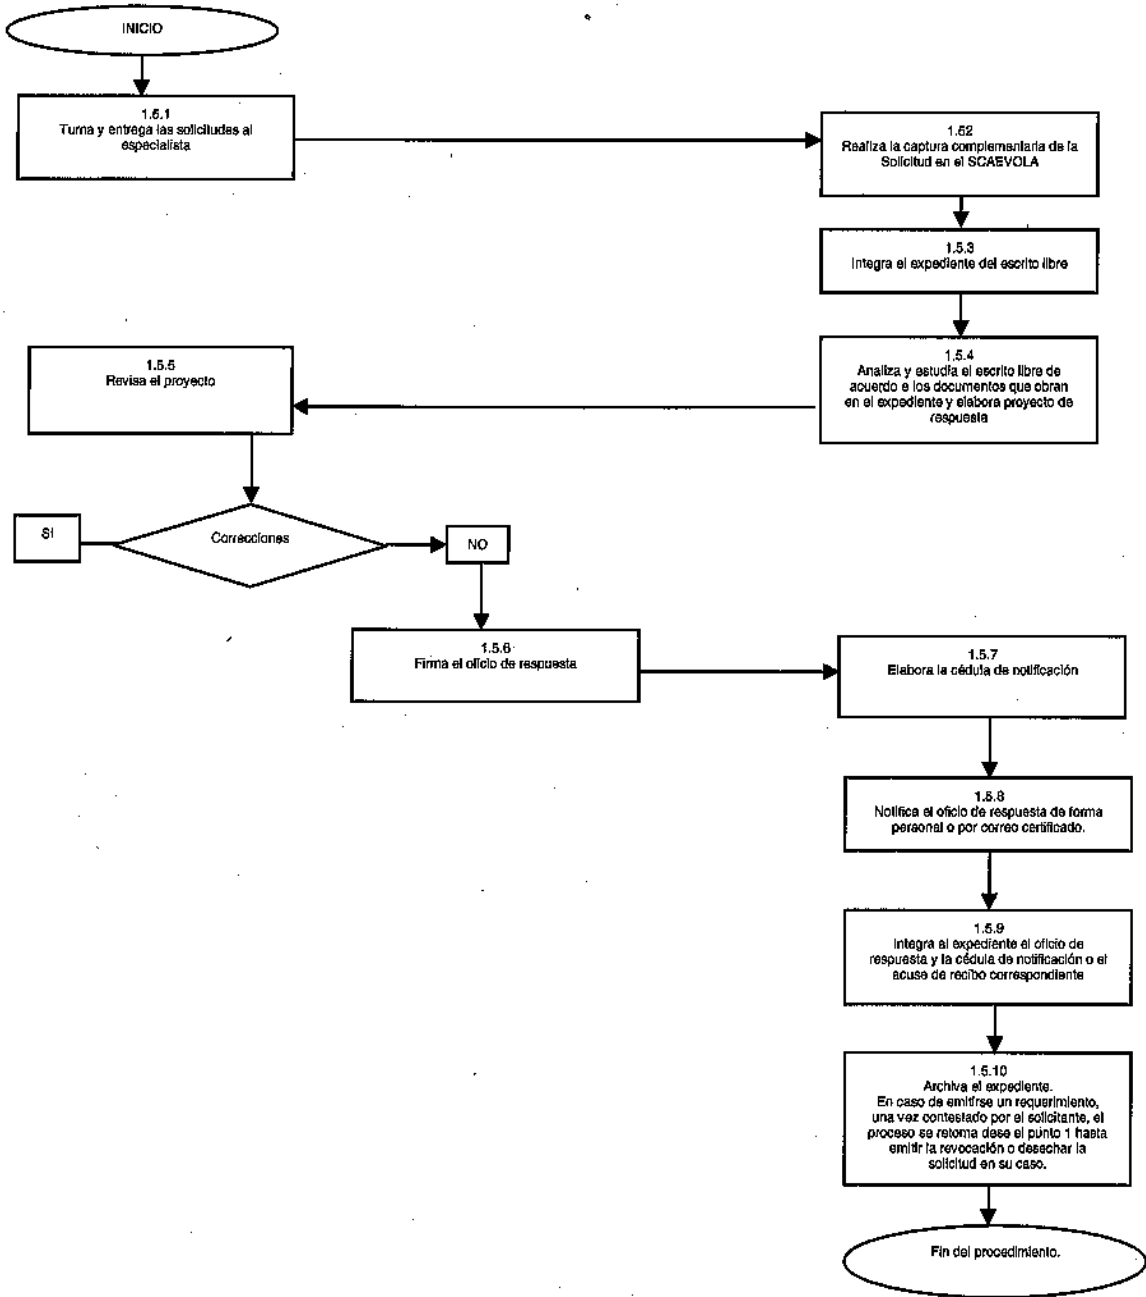 INICIO
1.5.1
Turna y entrega las solicitudes al
especialista
1.52
Realiza la captura complementaria de la
Solicitud en el SCAEVOLA
1.5.3
Integra el expediente del escrito libre
1.5.4
Analiza y estudia el escrito libre de
acuerdo a los documentos que obran
en el expediente y elabora proyecto de
respuesta
1.5.5
Revisa el proyecto
SI
Correcciones
NO
1.5.6
Firma el oficio de respuesta
1.5.7
Elabora la cédula de notificación
1.5.8
Notifica el oficio de respuesta de forma
personal o por correo certificado.
1.5.9
Integra al expediente el oficio de
respuesta y la cédula de notificación o el
acuse de recibo correspondiente
1.5.10
Archiva el expediente.
En caso de emitirse un requerimiento,
una vez contestado por el solicitante, el
proceso se retoma dese el punto 1 hasta
emitir la revocación o desechar la
solicitud en su caso.
Fin del procedimiento.